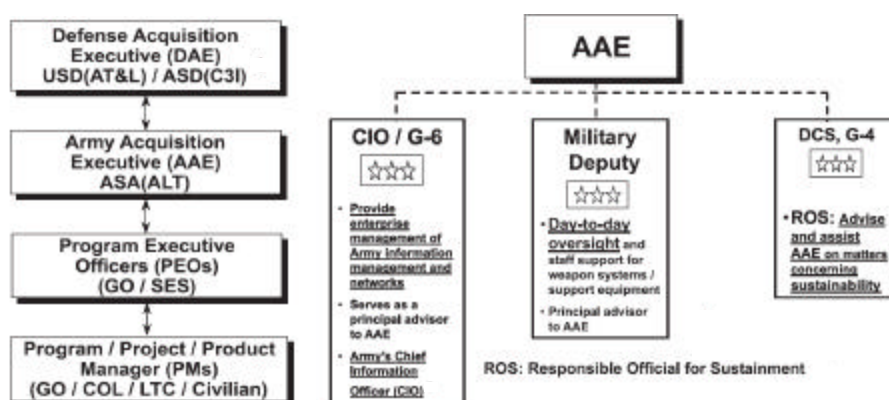 Defense Acquisition
Executive (DAE)
USD(AT&L) / ASD(C3I)
Army Acquisition
Executive (AAE)
ASA(ALT)
Program Executive
Officers (PEOs)
(GO / SES)
Program / Project / Product
Manager (PMs)
(GO / COL / LTC / Civilian)
AAE
CIO / G-6
• Provide
enterprise
management of
Army information
management and
networks
• Serves as a
principal advisor
to AAE
• Army's Chief
Information
Officer (CIO)
Military
Deputy
• Day-to-day
oversight and
staff support for
weapon systems /
support equipment
• Principal advisor
to AAE
DCS, G-4
• ROS: Advise
and assist
AAE on matters
concerning
sustainability
ROS: Responsible Official for Sustainment